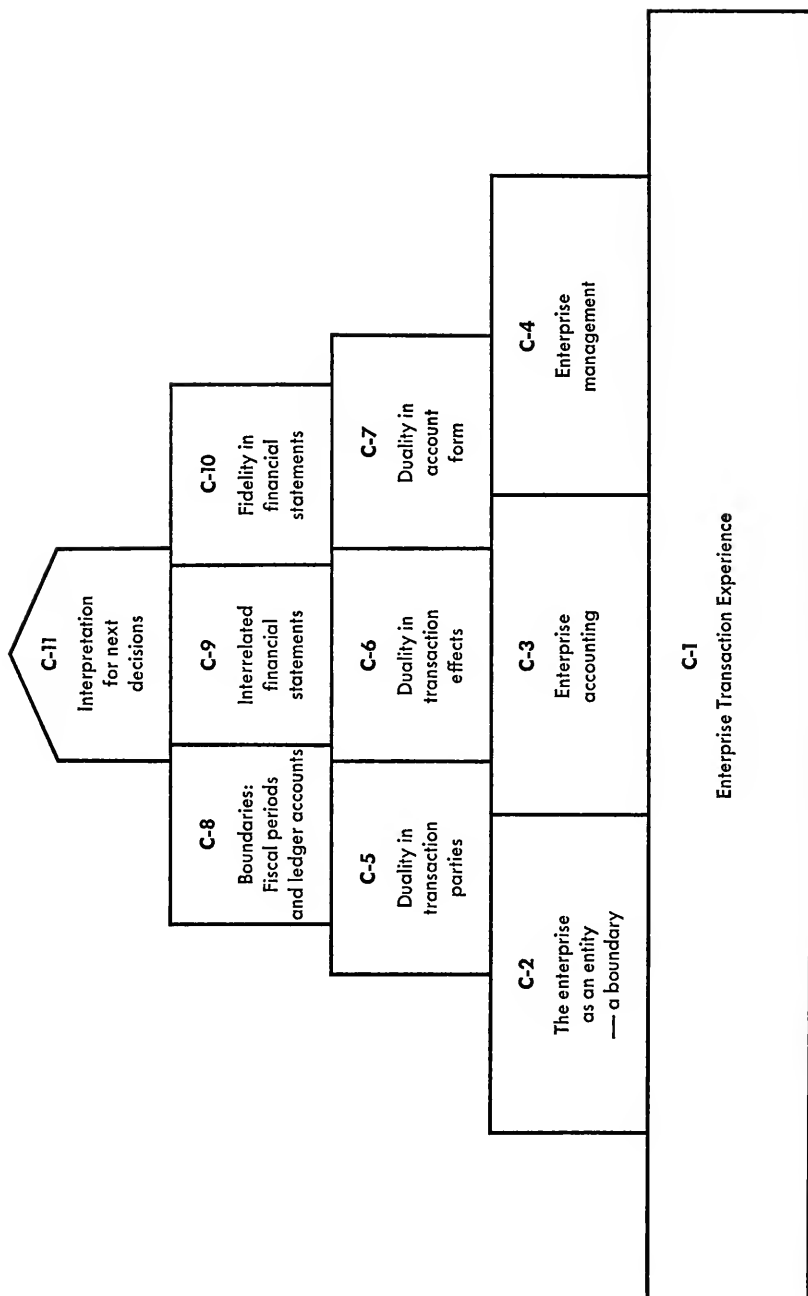 C-11
Interpretation
for next
decisions
C-8
Boundaries:
Fiscal periods
and ledger accounts
C-9
Interrelated
financial
statements
C-10
Fidelity in
financial
statements
C-5
Duality in
transaction
parties
C-6
Duality in
transaction
effects
C-7
Duality in
account
form
C-2
The enterprise
as an entity
— a boundary
C-3
Enterprise
accounting
C-4
Enterprise
management
C-1
Enterprise Transaction Experience